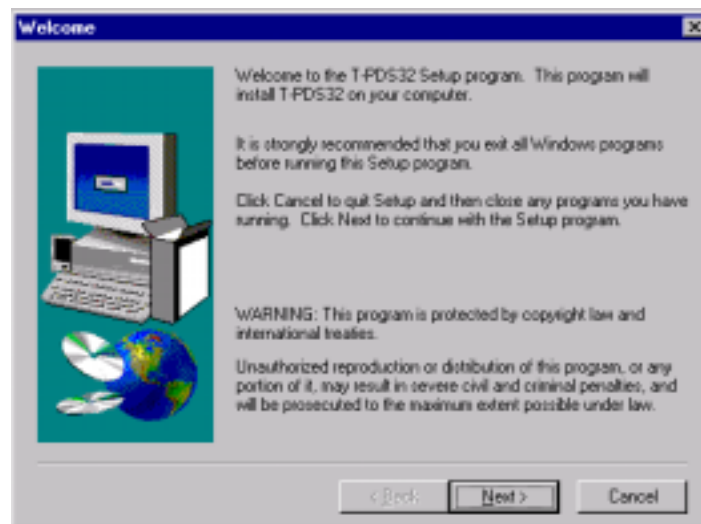 Welcome
Welcome to the T-PDS32 Setup program. This program will
install T-PDS32 on your computer.
It is strongly recommended that you exit all Windows programs
before running this Setup program.
Click Cancel to quit Setup and then close any programs you have
running. Click Next to continue with the Setup program.
WARNING: This program is protected by copyright law and
international treaties.
Unauthorized reproduction or distribution of this program, or any
portion of it, may result in severe civil and criminal penalties, and
will be prosecuted to the maximum extent possible under law.
< Back
Next >
Cancel